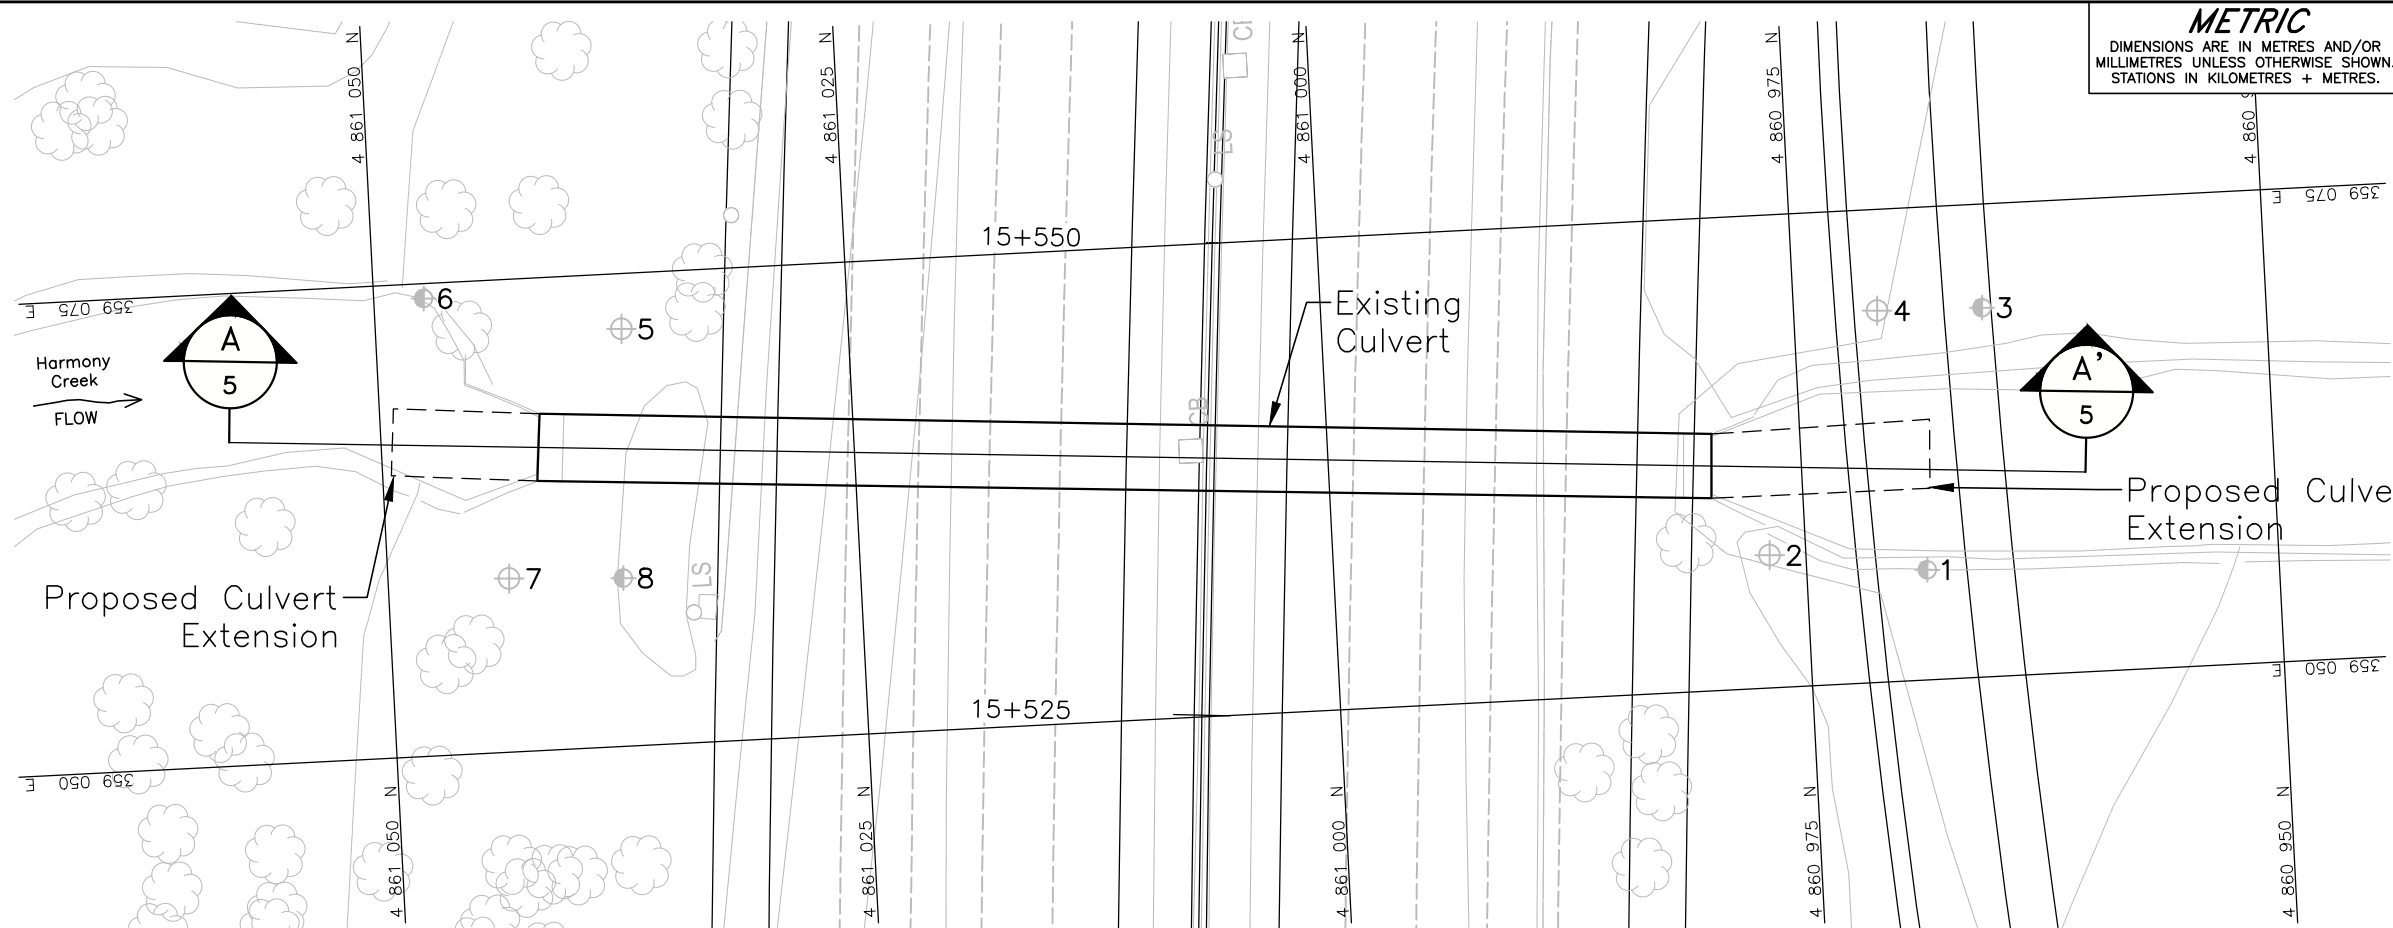 METRIC
DIMENSIONS ARE IN METRES AND/OR
MILLIMETRES UNLESS OTHERWISE SHOWN.
STATIONS IN KILOMETRES + METRES.
4 861 050 N
4 861 025 N
4 861 000 N
4 860 975 N
4 860
LS
359 075 E
15+550
359 075 E
Existing
Culvert
6
5
4
3
A
5
A'
5
Harmony
Creek
FLOW
CB
Proposed Culve
Extension
Proposed Culvert
Extension
7
8
LS
2
1
359 050 E
15+525
359 050 E
4 861 050 N
4 861 025 N
4 861 000 N
4 860 975 N
4 860 950 N